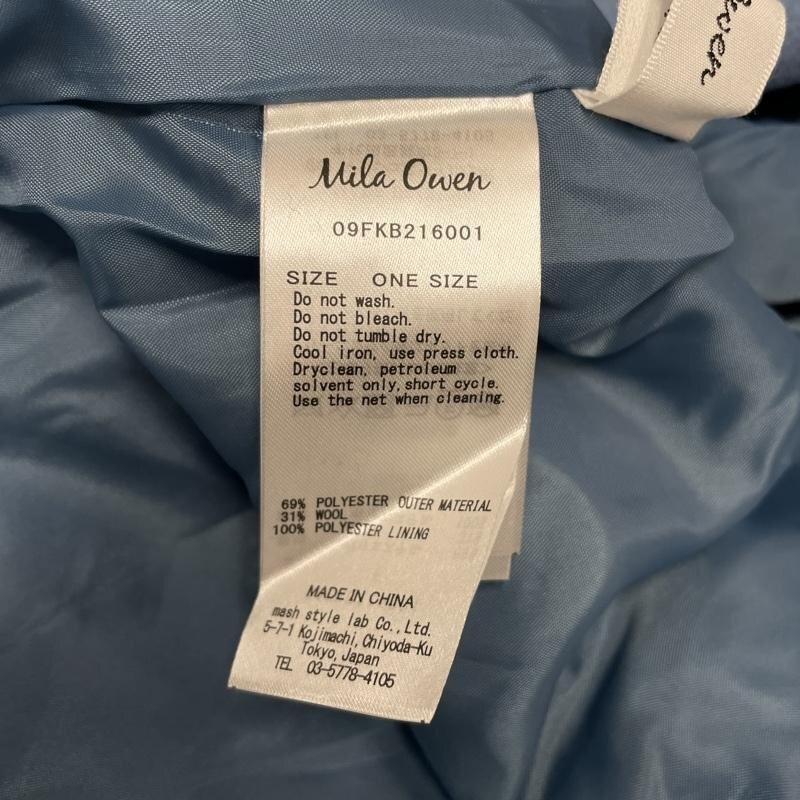 Owen
Mila Owen
09FKB216001
SIZE ONE SIZE
Do not wash.
Do not bleach.
Do not tumble dry.
Cool iron, use press cloth.
Dryclean, petroleum
solvent only, short cycle.
Use the net when cleaning.
69% POLYESTER OUTER MATERIAL
31% WOOL
100% POLYESTER LINING
MADE IN CHINA
mash style lab Co., Ltd.
5-7-1 Kojimachi, Chiyoda-Ku
Tokyo, Japan
TEL 03-5778-4105